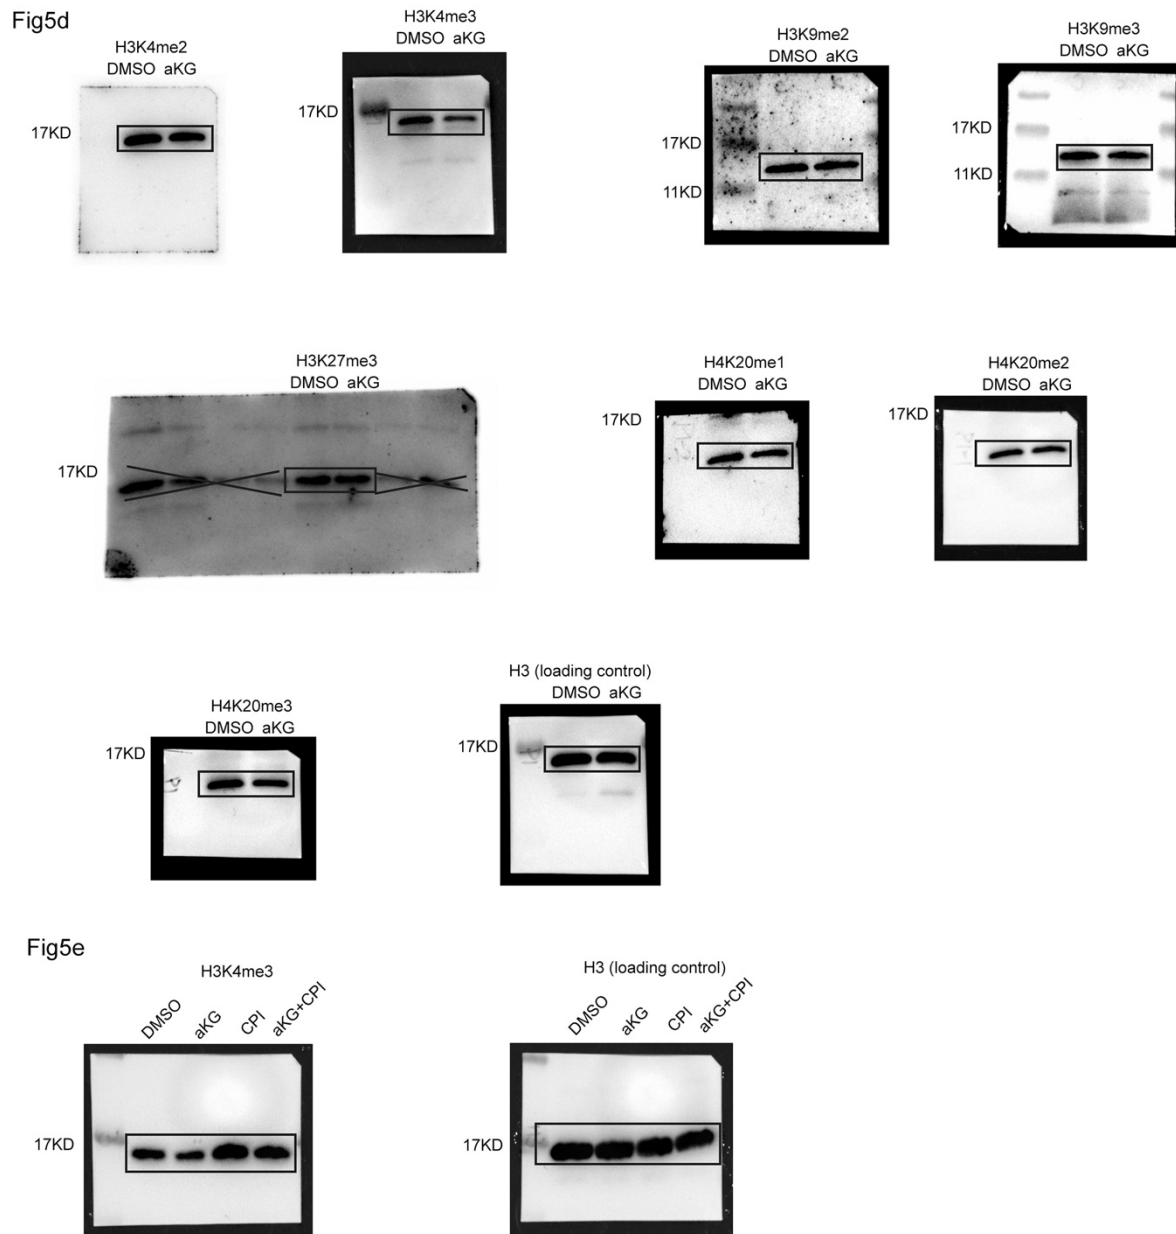 Fig5d
H3K4me2
DMSO aKG
17KD
H3K4me3
DMSO aKG
17KD
H3K9me2
DMSO aKG
17KD
11KD
H3K9me3
DMSO aKG
17KD
11KD
H3K27me3
DMSO aKG
17KD
H4K20me1
DMSO aKG
17KD
H4K20me2
DMSO aKG
17KD
H4K20me3
DMSO aKG
17KD
H3 (loading control)
DMSO aKG
17KD
Fig5e
H3K4me3
DMSO
aKG
CPI
aKG+CPI
17KD
H3 (loading control)
DMSO
aKG
CPI
aKG+CPI
17KD